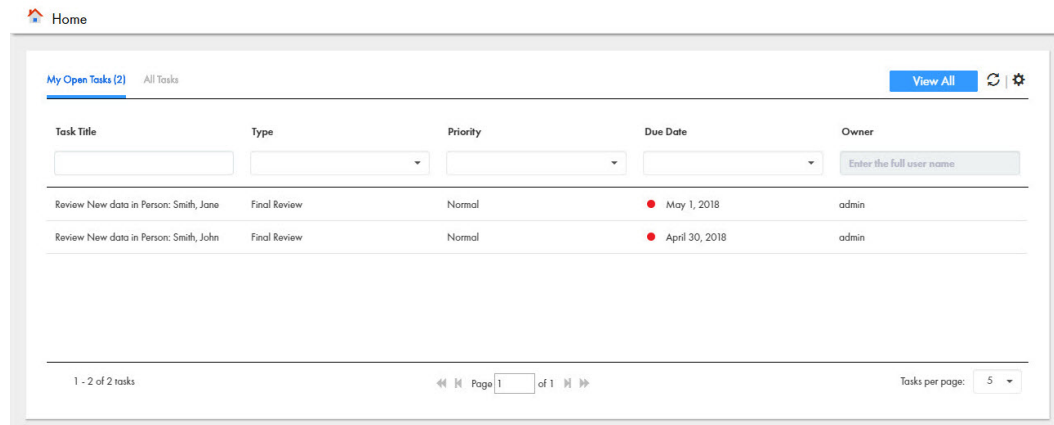 Home
My Open Tasks (2) All Tasks View All
Task Title Type Priority Due Date Owner
Enter the full user name
Review New data in Person: Smith, Jane Final Review Normal May 1, 2018 admin
Review New data in Person: Smith, John Final Review Normal April 30, 2018 admin
1 - 2 of 2 tasks Page 1 of 1 Tasks per page: 5